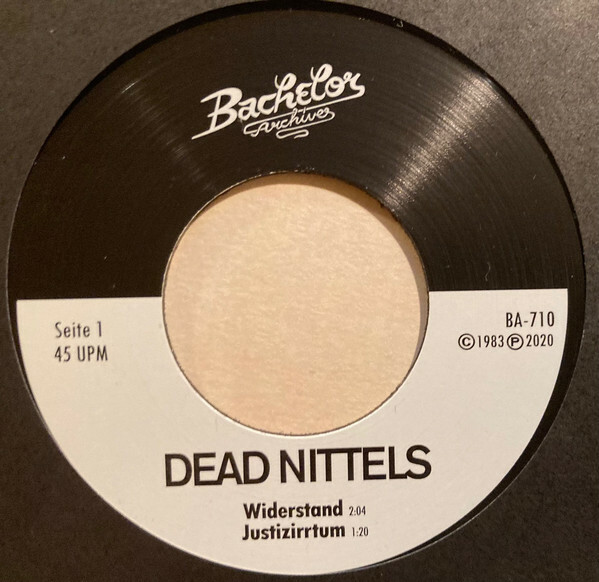 Bachelor
Archives
Seite 1
45 UPM
BA-710
©1983℗2020
DEAD NITTELS
Widerstand 2:04
Justizirrtum 1:20